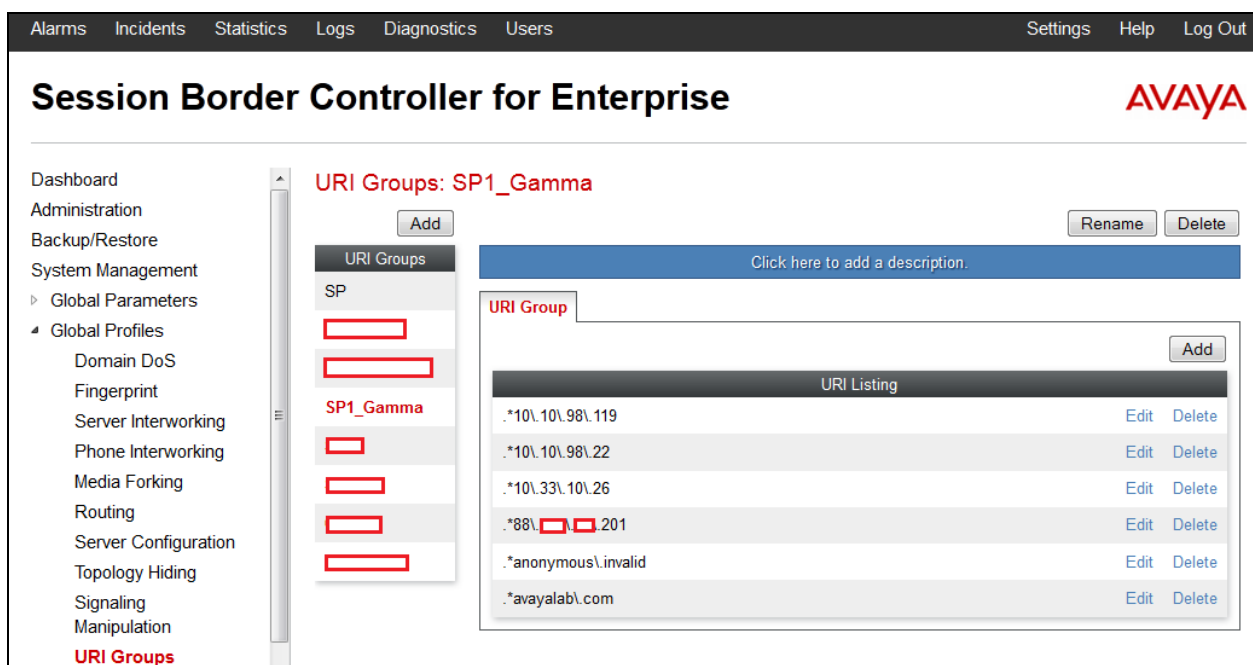 Alarms Incidents Statistics Logs Diagnostics Users Settings Help Log Out
Session Border Controller for Enterprise
AVAYA
Dashboard
Administration
Backup/Restore
System Management
Global Parameters
Global Profiles
Domain DoS
Fingerprint
Server Interworking
Phone Interworking
Media Forking
Routing
Server Configuration
Topology Hiding
Signaling
Manipulation
URI Groups
URI Groups: SP1_Gamma
Add
Rename Delete
URI Groups
SP
SP1_Gamma
Click here to add a description.
URI Group
Add
URI Listing
.*10\.10\.98\.119 Edit Delete
.*10\.10\.98\.22 Edit Delete
.*10\.33\.10\.26 Edit Delete
.*88\. \. \.201 Edit Delete
.*anonymous\.invalid Edit Delete
.*avayalab\.com Edit Delete